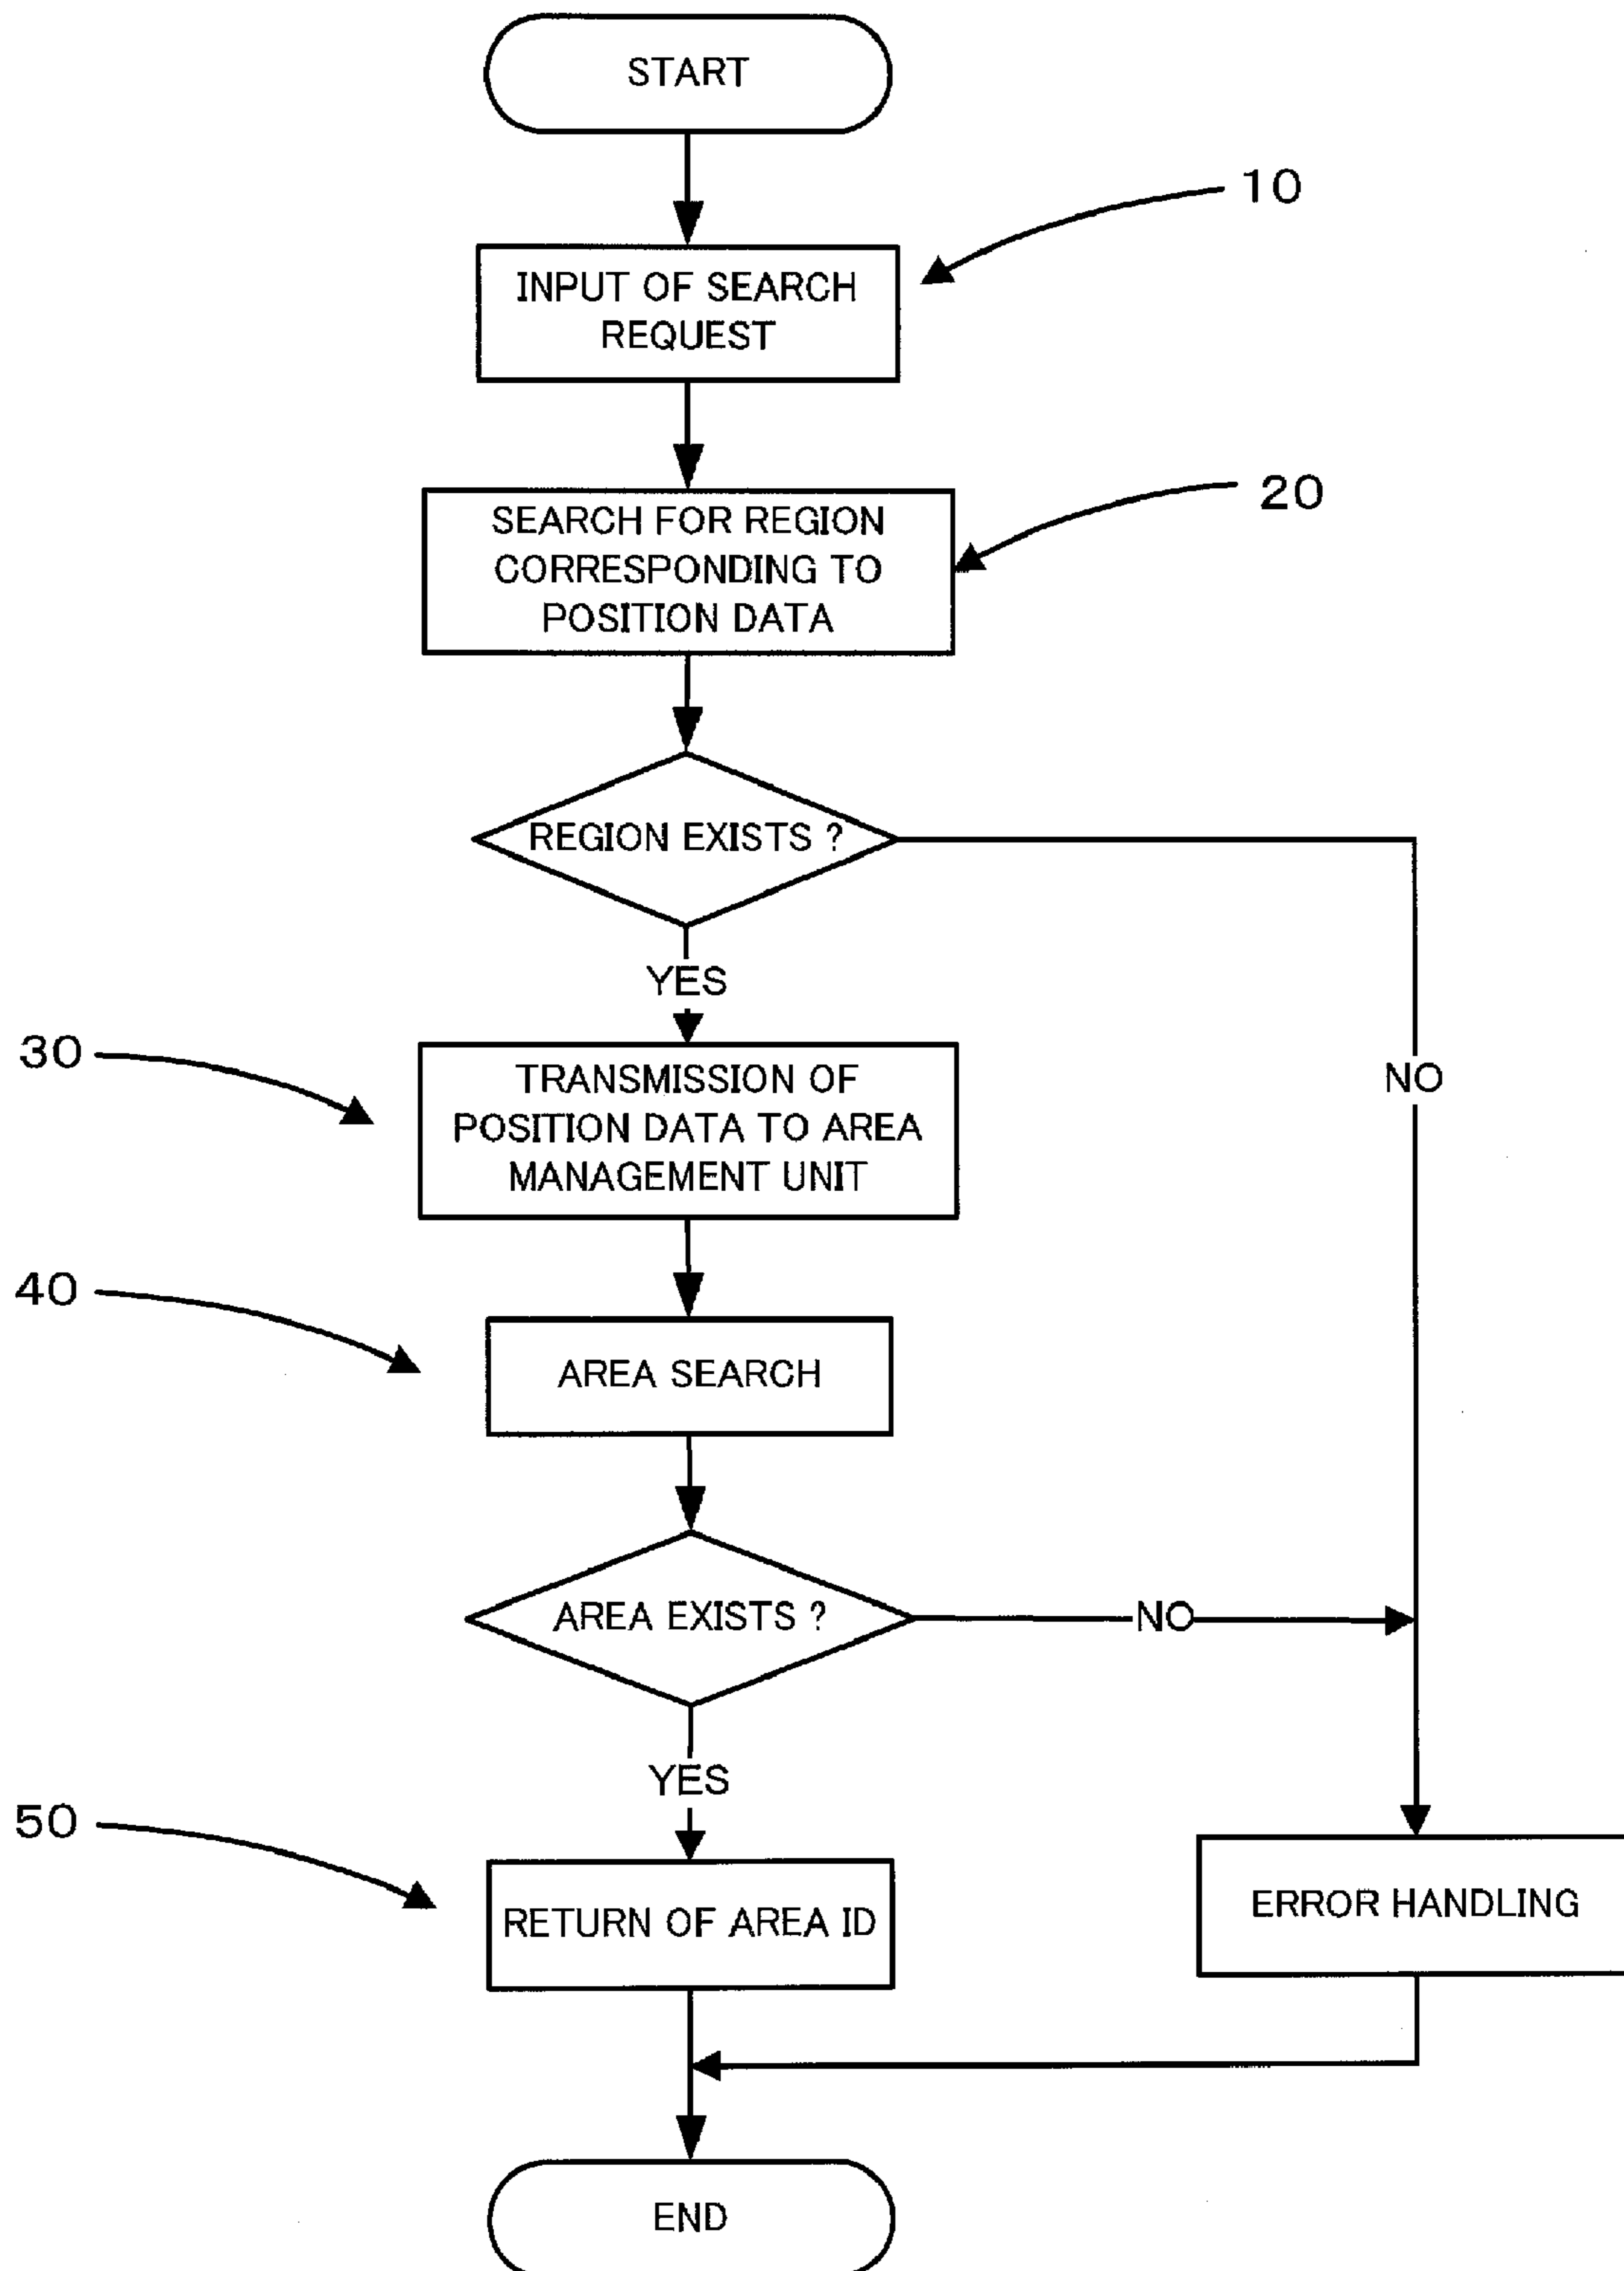 START
10
INPUT OF SEARCH
REQUEST
20
SEARCH FOR REGION
CORRESPONDING TO
POSITION DATA
REGION EXISTS ?
YES
NO
30
TRANSMISSION OF
POSITION DATA TO AREA
MANAGEMENT UNIT
40
AREA SEARCH
AREA EXISTS ?
NO
YES
50
RETURN OF AREA ID
ERROR HANDLING
END